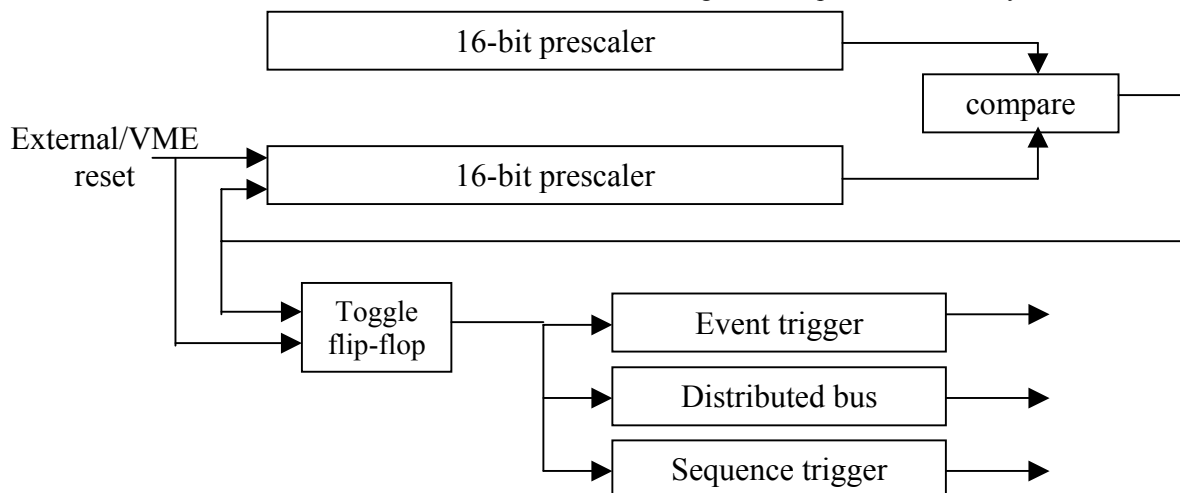 16-bit prescaler
compare
External/VME
reset
16-bit prescaler
Toggle
flip-flop
Event trigger
Distributed bus
Sequence trigger